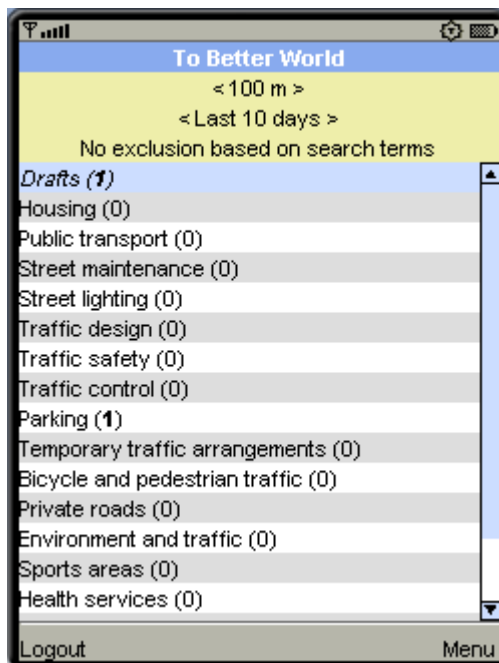 To Better World
< 100 m >
< Last 10 days >
No exclusion based on search terms
Drafts (1)
Housing (0)
Public transport (0)
Street maintenance (0)
Street lighting (0)
Traffic design (0)
Traffic safety (0)
Traffic control (0)
Parking (1)
Temporary traffic arrangements (0)
Bicycle and pedestrian traffic (0)
Private roads (0)
Environment and traffic (0)
Sports areas (0)
Health services (0)
Logout Menu